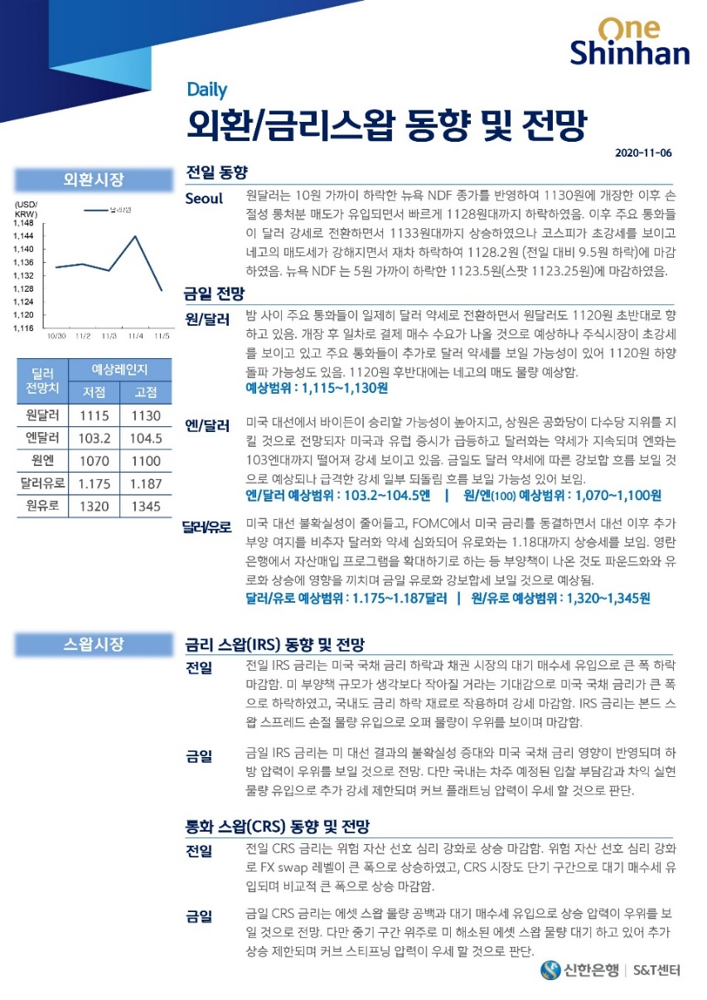 One
Shinhan
Daily
외환/금리스왑 동향 및 전망
2020-11-06
외환시장
(USD/
KRW)
달러/원
1,148
1,144
1,140
1,136
1,132
1,128
1,124
1,120
1,116
10/30 11/2 11/3 11/4 11/5
딜러 전망치 예상레인지
저점 고점
원달러 1115 1130
엔달러 103.2 104.5
원엔 1070 1100
달러유로 1.175 1.187
원유로 1320 1345
전일 동향
Seoul 원달러는 10원 가까이 하락한 뉴욕 NDF 종가를 반영하여 1130원에 개장한 이후 손
절성 롱처분 매도가 유입되면서 빠르게 1128원대까지 하락하였음. 이후 주요 통화들
이 달러 강세로 전환하면서 1133원대까지 상승하였으나 코스피가 초강세를 보이고
네고의 매도세가 강해지면서 재차 하락하여 1128.2원 (전일 대비 9.5원 하락)에 마감
하였음. 뉴욕 NDF 는 5원 가까이 하락한 1123.5원(스팟 1123.25원)에 마감하였음.
금일 전망
원/달러 밤 사이 주요 통화들이 일제히 달러 약세로 전환하면서 원달러도 1120원 초반대로 향
하고 있음. 개장 후 일차로 결제 매수 수요가 나올 것으로 예상하나 주식시장이 초강세
를 보이고 있고 주요 통화들이 추가로 달러 약세를 보일 가능성이 있어 1120원 하향
돌파 가능성도 있음. 1120원 후반대에는 네고의 매도 물량 예상함.
예상범위 : 1,115~1,130원
엔/달러 미국 대선에서 바이든이 승리할 가능성이 높아지고, 상원은 공화당이 다수당 지위를 지
킬 것으로 전망되자 미국과 유럽 증시가 급등하고 달러화는 약세가 지속되며 엔화는
103엔대까지 떨어져 강세 보이고 있음. 금일도 달러 약세에 따른 강보합 흐름 보일 것
으로 예상되나 급격한 강세 일부 되돌림 흐름 보일 가능성 있어 보임.
엔/달러 예상범위 : 103.2~104.5엔 | 원/엔(100) 예상범위 : 1,070~1,100원
달러/유로 미국 대선 불확실성이 줄어들고, FOMC에서 미국 금리를 동결하면서 대선 이후 추가
부양 여지를 비추자 달러화 약세 심화되어 유로화는 1.18대까지 상승세를 보임. 영란
은행에서 자산매입 프로그램을 확대하기로 하는 등 부양책이 나온 것도 파운드화와 유
로화 상승에 영향을 끼치며 금일 유로화 강보합세 보일 것으로 예상됨.
달러/유로 예상범위 : 1.175~1.187달러 | 원/유로 예상범위 : 1,320~1,345원
스왑시장
금리 스왑(IRS) 동향 및 전망
전일 전일 IRS 금리는 미국 국채 금리 하락과 채권 시장의 대기 매수세 유입으로 큰 폭 하락
마감함. 미 부양책 규모가 생각보다 작아질 거라는 기대감으로 미국 국채 금리가 큰 폭
으로 하락하였고, 국내도 금리 하락 재료로 작용하며 강세 마감함. IRS 금리는 본드 스
왑 스프레드 손절 물량 유입으로 오퍼 물량이 우위를 보이며 마감함.
금일 금일 IRS 금리는 미 대선 결과의 불확실성 증대와 미국 국채 금리 영향이 반영되며 하
방 압력이 우위를 보일 것으로 전망. 다만 국내는 차주 예정된 입찰 부담감과 차익 실현
물량 유입으로 추가 강세 제한되며 커브 플래트닝 압력이 우세 할 것으로 판단.
통화 스왑(CRS) 동향 및 전망
전일 전일 CRS 금리는 위험 자산 선호 심리 강화로 상승 마감함. 위험 자산 선호 심리 강화
로 FX swap 레벨이 큰 폭으로 상승하였고, CRS 시장도 단기 구간으로 대기 매수세 유
입되며 비교적 큰 폭으로 상승 마감함.
금일 금일 CRS 금리는 에셋 스왑 물량 공백과 대기 매수세 유입으로 상승 압력이 우위를 보
일 것으로 전망. 다만 중기 구간 위주로 미 해소된 에셋 스왑 물량 대기 하고 있어 추가
상승 제한되며 커브 스티프닝 압력이 우세 할 것으로 판단.
신한은행 | S&T센터